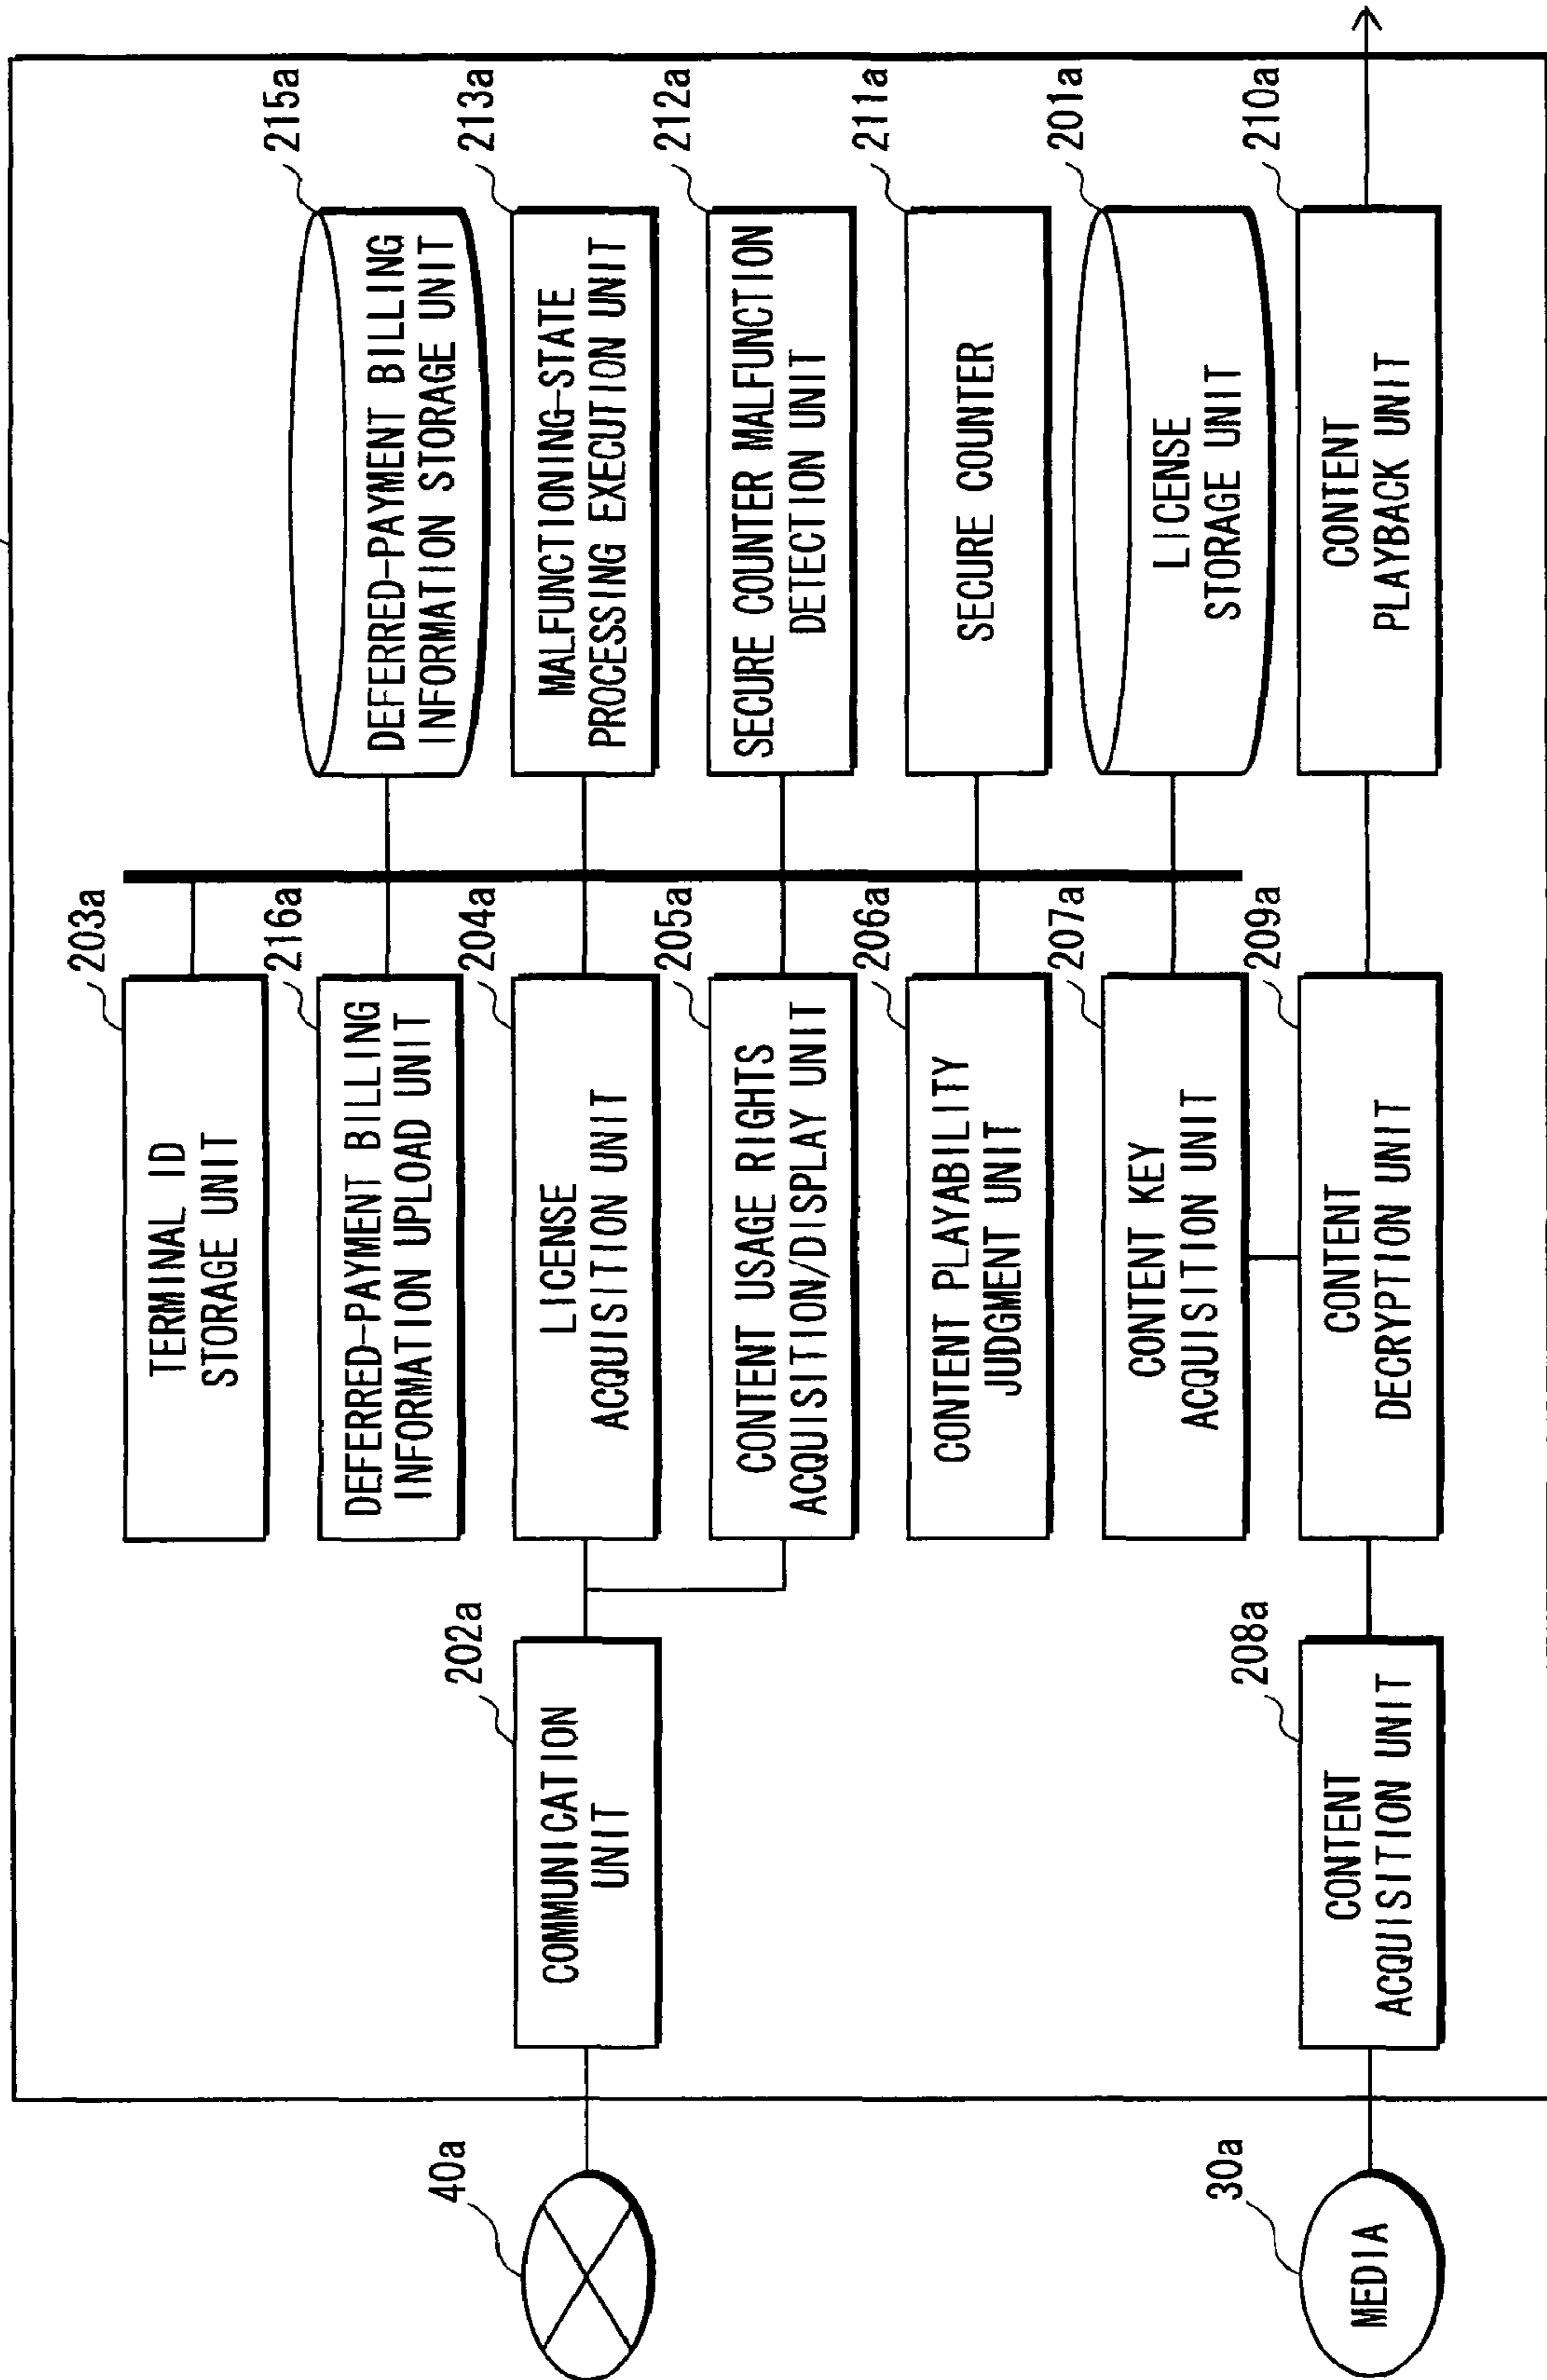 203a
TERMINAL ID
STORAGE UNIT
216a
DEFERRED-PAYMENT BILLING
INFORMATION UPLOAD UNIT
215a
DEFERRED-PAYMENT BILLING
INFORMATION STORAGE UNIT
40a
202a
COMMUNICATION
UNIT
204a
LICENSE
ACQUISITION UNIT
213a
MALFUNCTIONING-STATE
PROCESSING EXECUTION UNIT
205a
CONTENT USAGE RIGHTS
ACQUISITION/DISPLAY UNIT
212a
SECURE COUNTER MALFUNCTION
DETECTION UNIT
206a
CONTENT PLAYABILITY
JUDGMENT UNIT
211a
SECURE COUNTER
207a
CONTENT KEY
ACQUISITION UNIT
201a
LICENSE
STORAGE UNIT
30a
MEDIA
208a
CONTENT
ACQUISITION UNIT
209a
CONTENT
DECRYPTION UNIT
210a
CONTENT
PLAYBACK UNIT